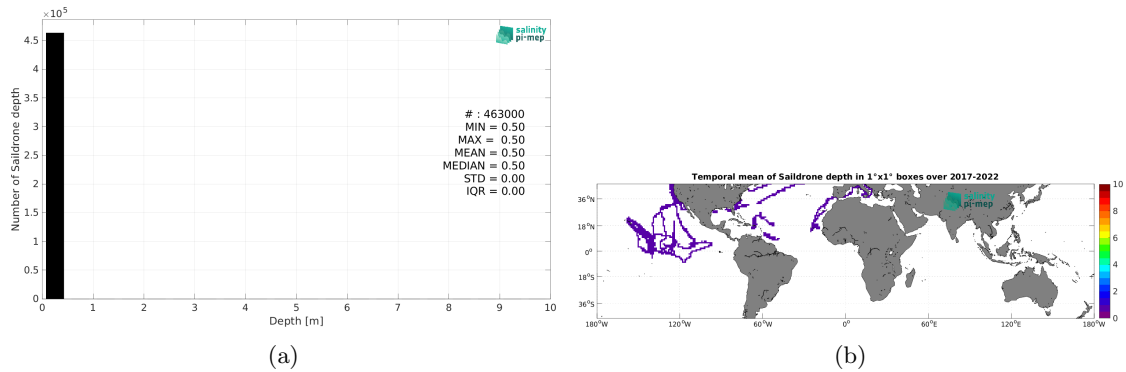 ×10⁵
4.5
4
3.5
3
2.5
2
1.5
1
0.5
0
Number of Saildrone depth
salinity
pi-mep
# : 463000
MIN = 0.50
MAX = 0.50
MEAN = 0.50
MEDIAN = 0.50
STD = 0.00
IQR = 0.00
0 1 2 3 4 5 6 7 8 9 10
Depth [m]
(a)
Temporal mean of Saildrone depth in 1°x1° boxes over 2017-2022
salinity
pi-mep
36°N
18°N
0°
18°S
36°S
180°W 120°W 60°W 0° 60°E 120°E 180°W
10
8
6
4
2
0
(b)